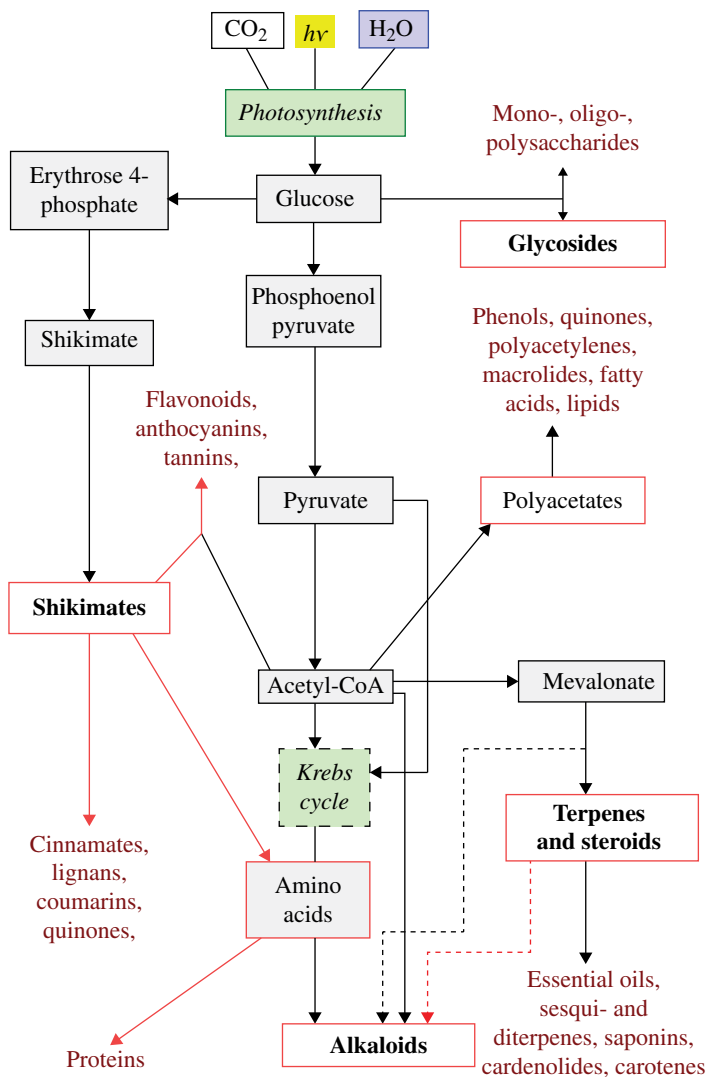 CO2
hv
H2O
Photosynthesis
Mono-, oligo-,
polysaccharides
Erythrose 4-
phosphate
Glucose
Glycosides
Phosphoenol
pyruvate
Shikimate
Phenols, quinones,
polyacetylenes,
macrolides, fatty
acids, lipids
Flavonoids,
anthocyanins,
tannins,
Pyruvate
Polyacetates
Shikimates
Acetyl-CoA
Mevalonate
Krebs
cycle
Terpenes
and steroids
Cinnamates,
lignans,
coumarins,
quinones,
Amino
acids
Essential oils,
sesqui- and
diterpenes, saponins,
cardenolides, carotenes
Proteins
Alkaloids